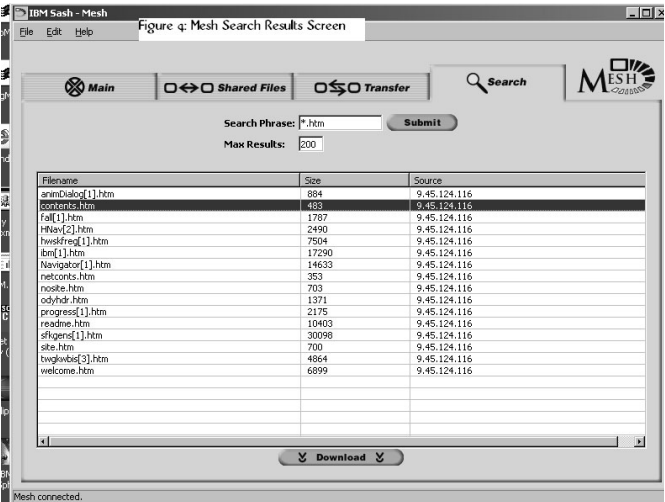 IBM Sash - Mesh
Figure 4: Mesh Search Results Screen
File Edit Help
Main Shared Files Transfer Search MESH
Search Phrase: *.htm Submit
Max Results: 200
Filename Size Source
animDialog[1].htm 884 9.45.124.116
contents.htm 483 9.45.124.116
fall[1].htm 1787 9.45.124.116
HNav[2].htm 2490 9.45.124.116
hwskfreg[1].htm 7504 9.45.124.116
ibm[1].htm 17290 9.45.124.116
Navigator[1].htm 14633 9.45.124.116
netconts.htm 353 9.45.124.116
nosite.htm 703 9.45.124.116
odyhdr.htm 1371 9.45.124.116
progress[1].htm 2175 9.45.124.116
readme.htm 10403 9.45.124.116
sfkgens[1].htm 30098 9.45.124.116
site.htm 700 9.45.124.116
twgkwbis[3].htm 4864 9.45.124.116
welcome.htm 6899 9.45.124.116
Download
Mesh connected.